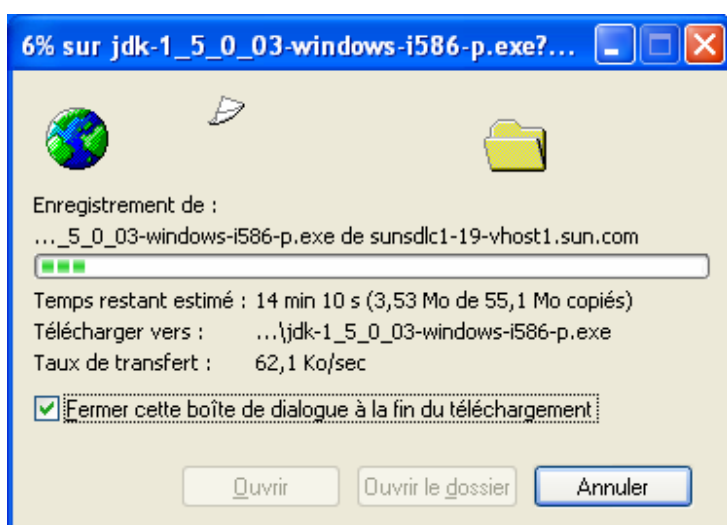 6% sur jdk-1_5_0_03-windows-i586-p.exe?...
Enregistrement de :
..._5_0_03-windows-i586-p.exe de sunsdlc1-19-vhost1.sun.com
Temps restant estimé : 14 min 10 s (3,53 Mo de 55,1 Mo copiés)
Télécharger vers : ...\jdk-1_5_0_03-windows-i586-p.exe
Taux de transfert : 62,1 Ko/sec
Fermer cette boîte de dialogue à la fin du téléchargement
Ouvrir Ouvrir le dossier Annuler